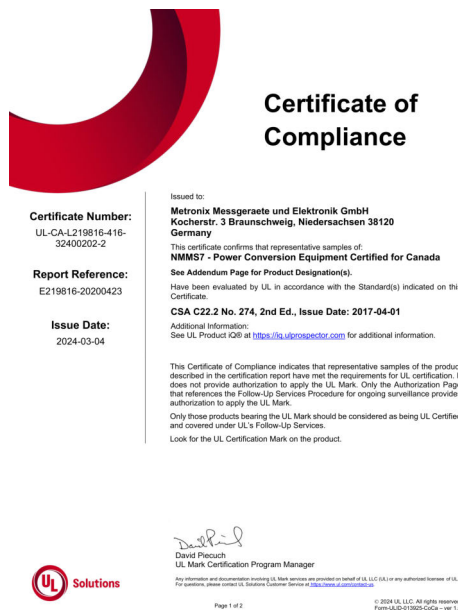 Certificate of
Compliance
Certificate Number:
UL-CA-L219816-416-
32400202-2
Report Reference:
E219816-20200423
Issue Date:
2024-03-04
Issued to:
Metronix Messgeraete und Elektronik GmbH
Kocherstr. 3 Braunschweig, Niedersachsen 38120
Germany
This certificate confirms that representative samples of:
NMMS7 - Power Conversion Equipment Certified for Canada
See Addendum Page for Product Designation(s).
Have been evaluated by UL in accordance with the Standard(s) indicated on this
Certificate.
CSA C22.2 No. 274, 2nd Ed., Issue Date: 2017-04-01
Additional Information:
See UL Product iQ® at https://iq.ulprospector.com for additional information.
This Certificate of Compliance indicates that representative samples of the produc
described in the certification report have met the requirements for UL certification. I
does not provide authorization to apply the UL Mark. Only the Authorization Page
that references the Follow-Up Services Procedure for ongoing surveillance provide
authorization to apply the UL Mark.
Only those products bearing the UL Mark should be considered as being UL Certified
and covered under UL's Follow-Up Services.
Look for the UL Certification Mark on the product.
David Piecuch
UL Mark Certification Program Manager
Any information and documentation involving UL Mark services are provided on behalf of UL LLC (UL) or any authorized licensee of UL.
For questions, please contact UL Solutions Customer Service at https://www.ul.com/contact-us.
UL Solutions
Page 1 of 2
© 2024 UL LLC. All rights reserved
Form-ULID-013925-CoCa – ver 1